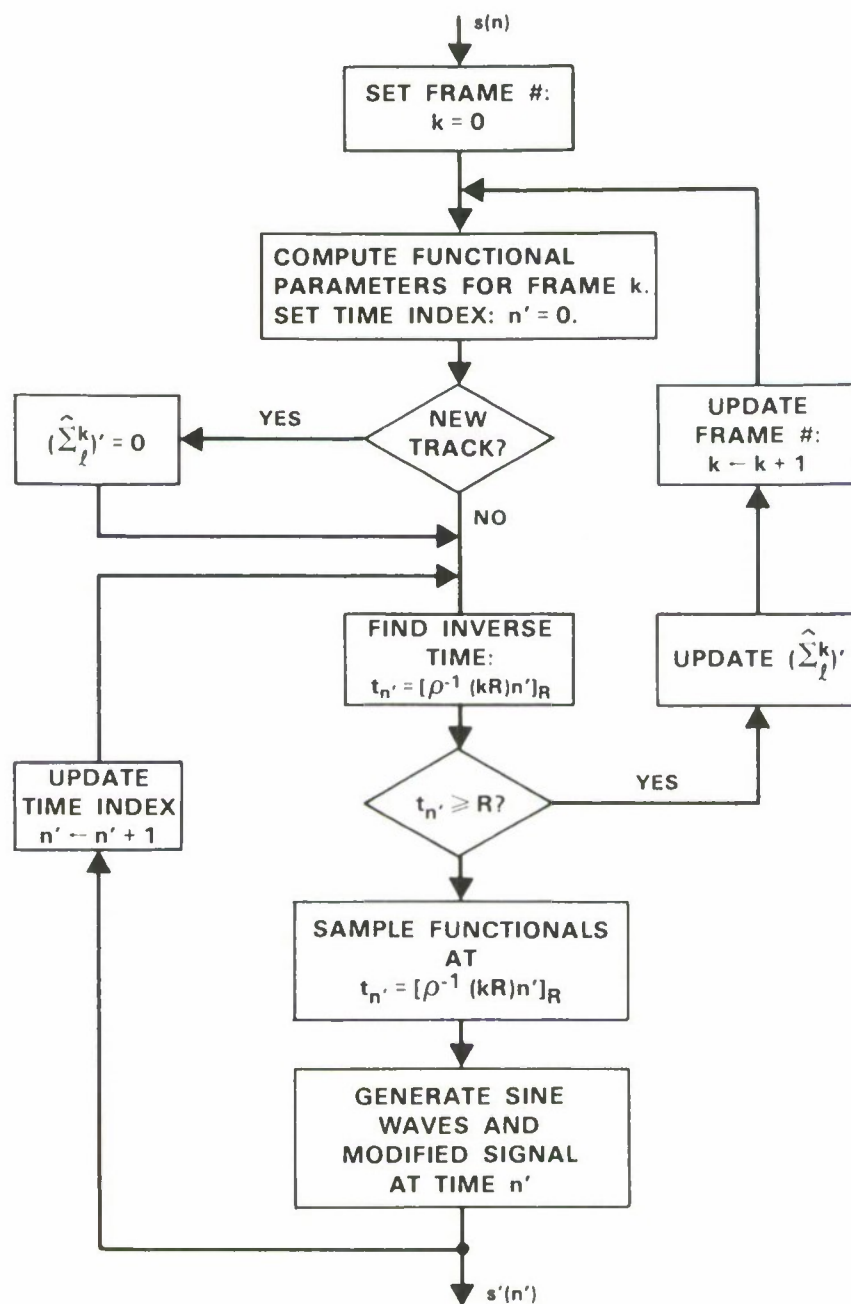 s(n)
SET FRAME #:
k = 0
COMPUTE FUNCTIONAL
PARAMETERS FOR FRAME k.
SET TIME INDEX: n′ = 0.
NEW
TRACK?
YES
(Σ̂ℓᵏ)′ = 0
NO
UPDATE
FRAME #:
k ← k + 1
FIND INVERSE
TIME:
tn′ = [ρ⁻¹ (kR)n′]R
UPDATE (Σ̂ℓᵏ)′
UPDATE
TIME INDEX
n′ ← n′ + 1
tn′ ⩾ R?
YES
SAMPLE FUNCTIONALS
AT
tn′ = [ρ⁻¹ (kR)n′]R
GENERATE SINE
WAVES AND
MODIFIED SIGNAL
AT TIME n′
s′(n′)